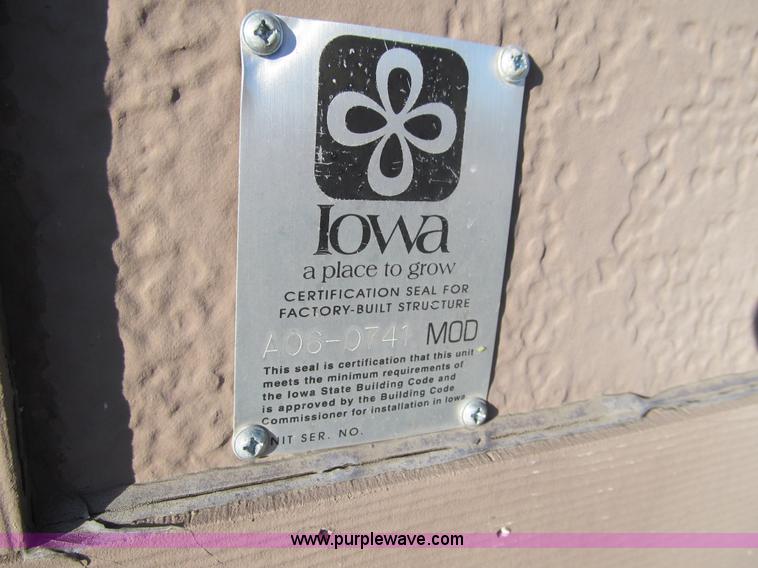 Iowa
a place to grow
CERTIFICATION SEAL FOR
FACTORY-BUILT STRUCTURE
A06-0741 MOD
This seal is certification that this unit
meets the minimum requirements of
the Iowa State Building Code and
is approved by the Building Code
Commissioner for installation in Iowa
NIT SER. NO.
www.purplewave.com